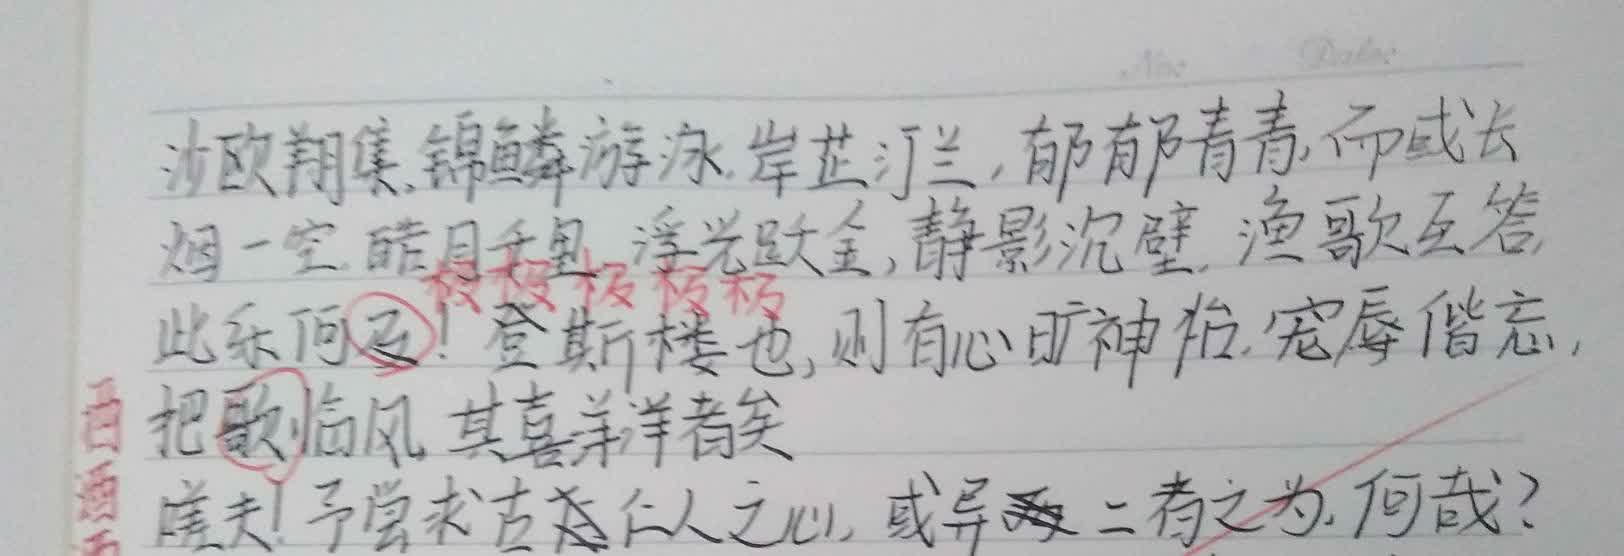 No: Date:
沙欧翔集,锦鳞游泳.岸芷汀兰,郁郁青青,而或长
烟一空.皓月千里,浮光跃金,静影沉璧.渔歌互答,
极极极极极
此乐何!登斯楼也,则有心旷神怡.宠辱偕忘,
把歌临风,其喜洋洋者矣
嗟夫!予尝求古仁人之心,或异二者之为.何哉?
酒
酒